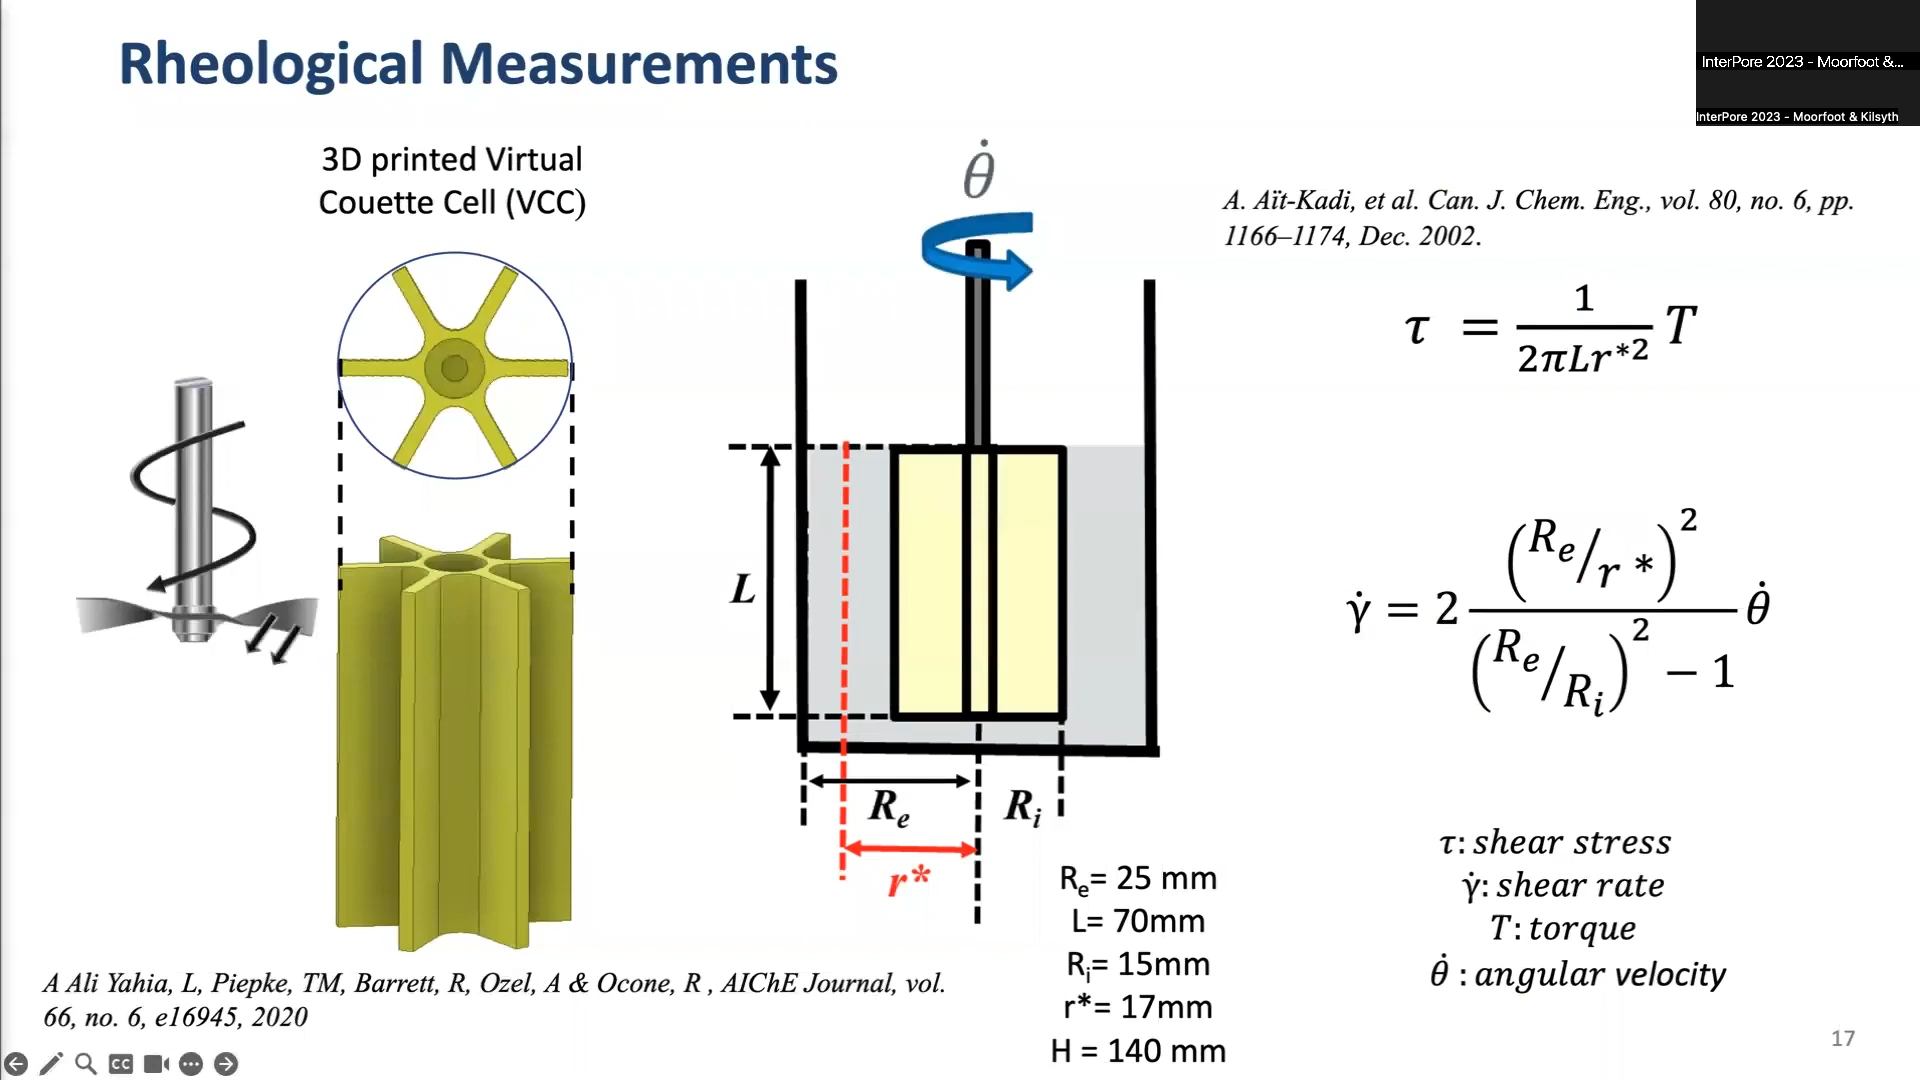 Rheological Measurements
InterPore 2023 - Moorfoot &...
InterPore 2023 - Moorfoot & Kilsyth
3D printed Virtual
Couette Cell (VCC)
θ̇
A. Aït-Kadi, et al. Can. J. Chem. Eng., vol. 80, no. 6, pp.
1166–1174, Dec. 2002.
τ = 1 / 2πLr*² T
L
γ̇ = 2 (Re/r*)² / (Re/Ri)² − 1 θ̇
Re
Ri
r*
Re= 25 mm
L= 70mm
Ri= 15mm
r*= 17mm
H = 140 mm
τ: shear stress
γ̇: shear rate
T: torque
θ̇ : angular velocity
A Ali Yahia, L, Piepke, TM, Barrett, R, Ozel, A & Ocone, R , AIChE Journal, vol.
66, no. 6, e16945, 2020
CC
17